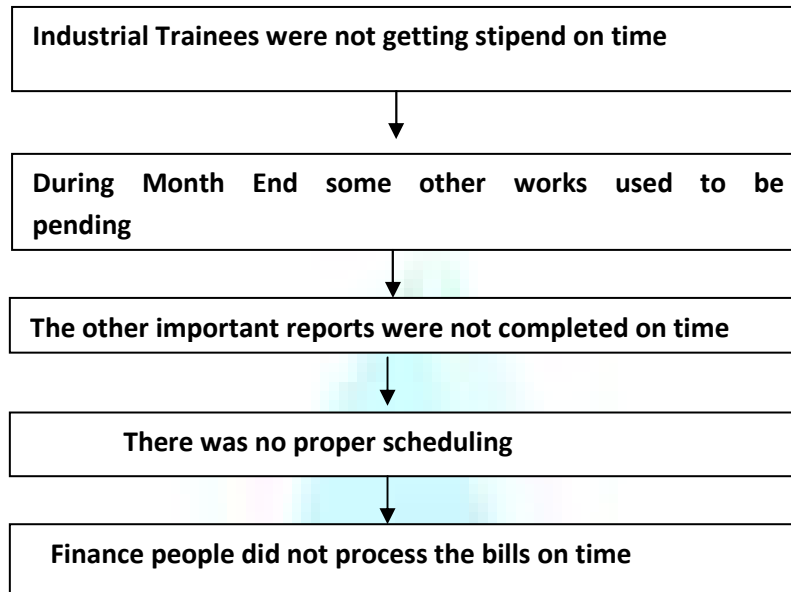 Industrial Trainees were not getting stipend on time
During Month End some other works used to be
pending
The other important reports were not completed on time
There was no proper scheduling
Finance people did not process the bills on time